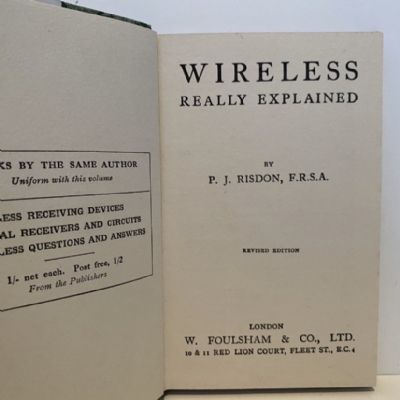 KS BY THE SAME AUTHOR
Uniform with this volume
LESS RECEIVING DEVICES
AL RECEIVERS AND CIRCUITS
LESS QUESTIONS AND ANSWERS
1/- net each. Post free, 1/2
From the Publishers
WIRELESS
REALLY EXPLAINED
BY
P. J. RISDON, F.R.S.A.
REVISED EDITION
LONDON
W. FOULSHAM & CO., LTD.
10 & 11 RED LION COURT, FLEET ST., E.C.4